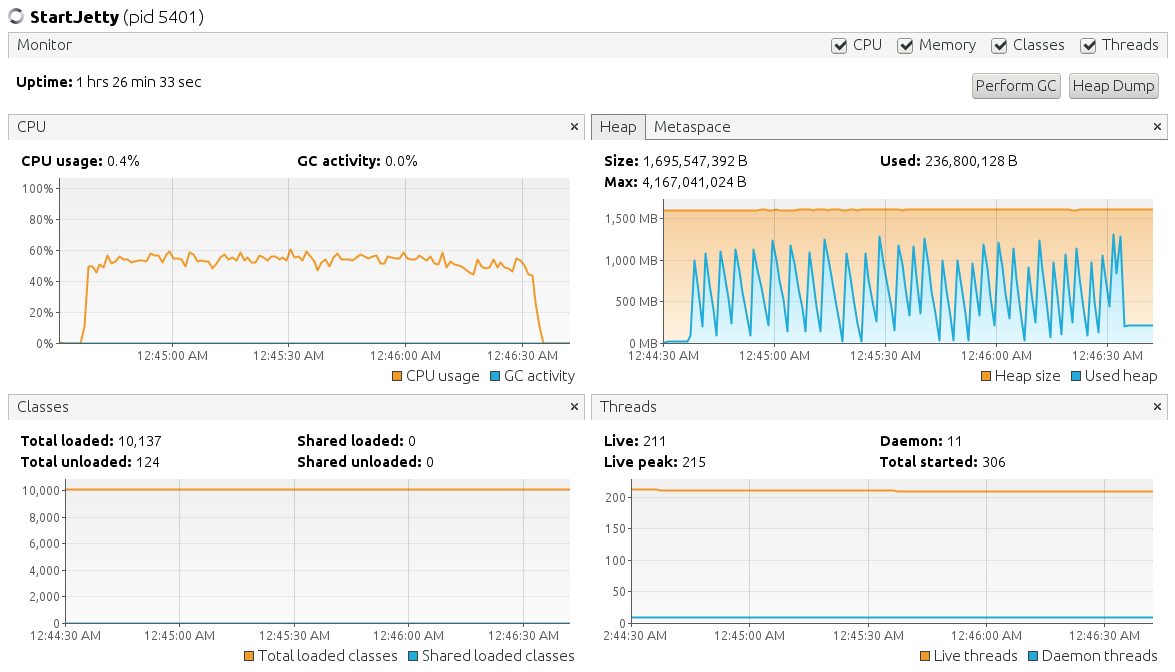 StartJetty (pid 5401)
Monitor
CPU Memory Classes Threads
Uptime: 1 hrs 26 min 33 sec
Perform GC Heap Dump
CPU ×
CPU usage: 0.4% GC activity: 0.0%
100%
80%
60%
40%
20%
0%
12:45:00 AM 12:45:30 AM 12:46:00 AM 12:46:30 AM
CPU usage GC activity
Heap Metaspace ×
Size: 1,695,547,392 B Used: 236,800,128 B
Max: 4,167,041,024 B
1,500 MB
1,000 MB
500 MB
0 MB
12:44:30 AM 12:45:00 AM 12:45:30 AM 12:46:00 AM 12:46:30 AM
Heap size Used heap
Classes ×
Total loaded: 10,137 Shared loaded: 0
Total unloaded: 124 Shared unloaded: 0
10,000
8,000
6,000
4,000
2,000
0
12:44:30 AM 12:45:00 AM 12:45:30 AM 12:46:00 AM 12:46:30 AM
Total loaded classes Shared loaded classes
Threads ×
Live: 211 Daemon: 11
Live peak: 215 Total started: 306
200
150
100
50
0
2:44:30 AM 12:45:00 AM 12:45:30 AM 12:46:00 AM 12:46:30 AM
Live threads Daemon threads